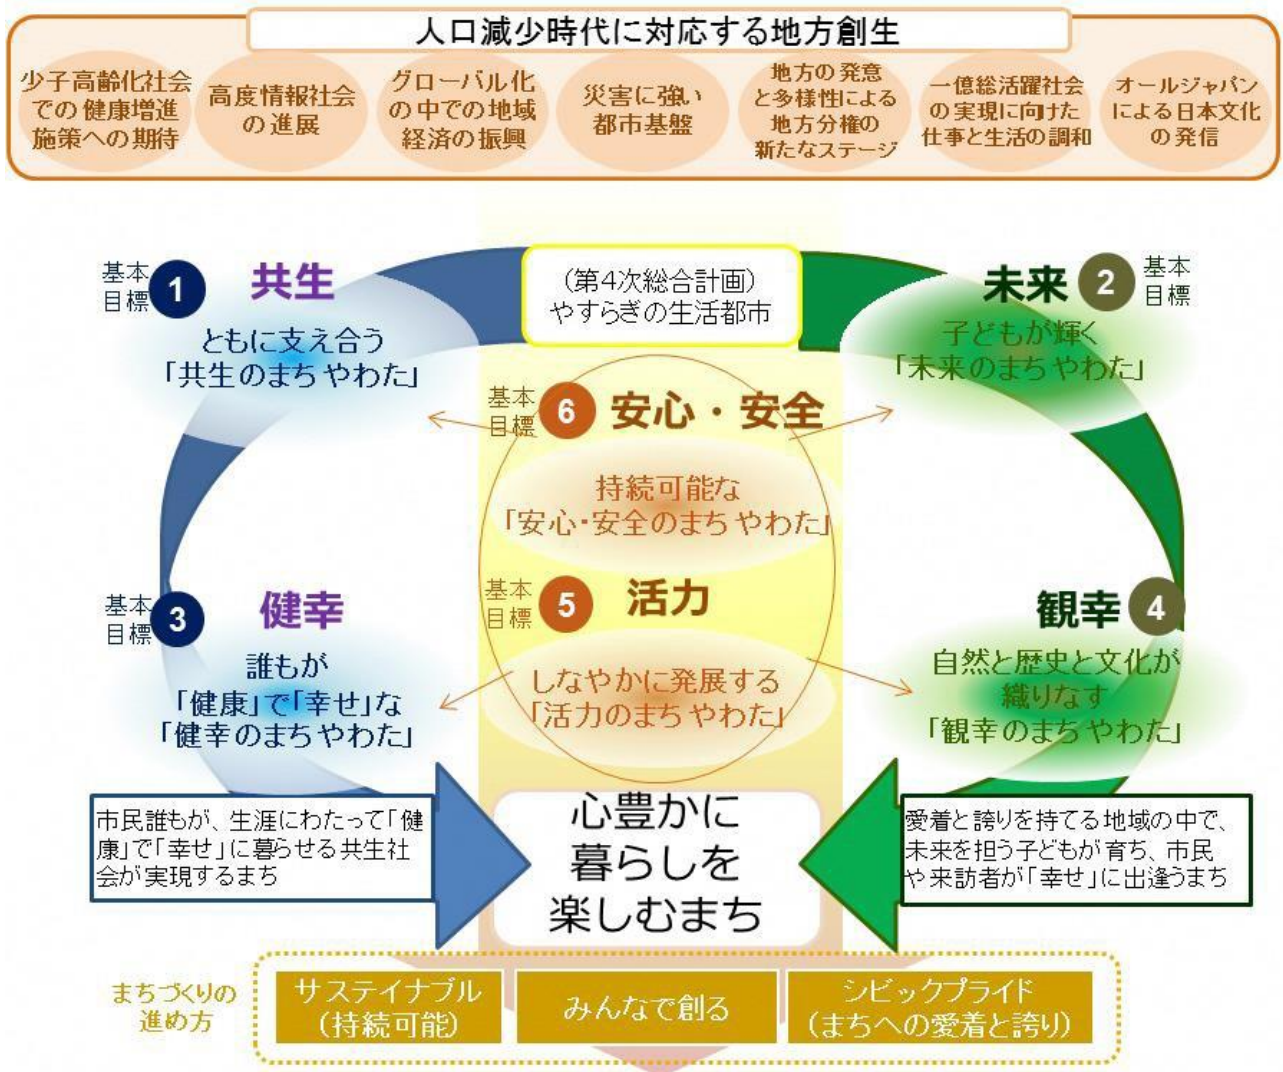 人口減少時代に対応する地方創生
少子高齢化社会
での健康増進
施策への期待
高度情報社会
の進展
グローバル化
の中での地域
経済の振興
災害に強い
都市基盤
地方の発意
と多様性による
地方分権の
新たなステージ
一億総活躍社会
の実現に向けた
仕事と生活の調和
オールジャパン
による日本文化
の発信
(第4次総合計画)
やすらぎの生活都市
基本
目標
1
共生
ともに支え合う
「共生のまち やわた」
未来
2
基本
目標
子どもが輝く
「未来のまち やわた」
基本
目標
6
安心・安全
持続可能な
「安心・安全のまち やわた」
基本
目標
3
健幸
誰もが
「健康」で「幸せ」な
「健幸のまち やわた」
基本
目標
5
活力
しなやかに発展する
「活力のまち やわた」
観幸
4
自然と歴史と文化が
織りなす
「観幸のまち やわた」
市民誰もが、生涯にわたって「健
康」で「幸せ」に暮らせる共生社
会が実現するまち
心豊かに
暮らしを
楽しむまち
愛着と誇りを持てる地域の中で、
未来を担う子どもが育ち、市民
や来訪者が「幸せ」に出逢うまち
まちづくりの
進め方
サステイナブル
(持続可能)
みんなで創る
シビックプライド
(まちへの愛着と誇り)